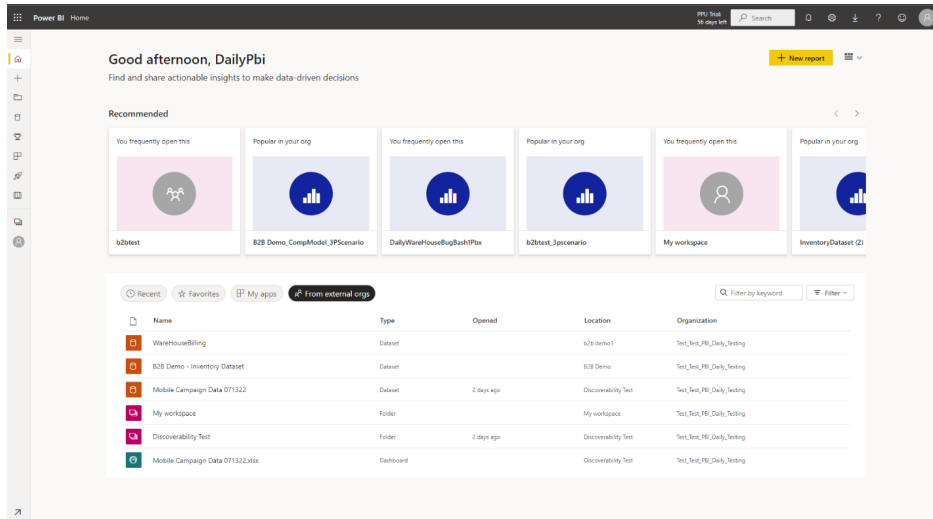 Power BI Home
PPU Trial
56 days left
Search
Good afternoon, DailyPbi
Find and share actionable insights to make data-driven decisions
New report
Recommended
You frequently open this
b2btest
Popular in your org
B2B Demo_CompModel_3PScenario
You frequently open this
DailyWareHouseBugBash1Pbix
Popular in your org
b2btest_3pscenario
You frequently open this
My workspace
Popular in your org
InventoryDataset (2)
Recent Favorites My apps From external orgs Filter by keyword Filter
Name Type Opened Location Organization
WareHouseBilling Dataset b2b demo1 Test_Test_PBI_Daily_Testing
B2B Demo - Inventory Dataset Dataset B2B Demo Test_Test_PBI_Daily_Testing
Mobile Campaign Data 071322 Dataset 2 days ago Discoverability Test Test_Test_PBI_Daily_Testing
My workspace Folder My workspace Test_Test_PBI_Daily_Testing
Discoverability Test Folder 2 days ago Discoverability Test Test_Test_PBI_Daily_Testing
Mobile Campaign Data 071322.xlsx Dashboard Discoverability Test Test_Test_PBI_Daily_Testing